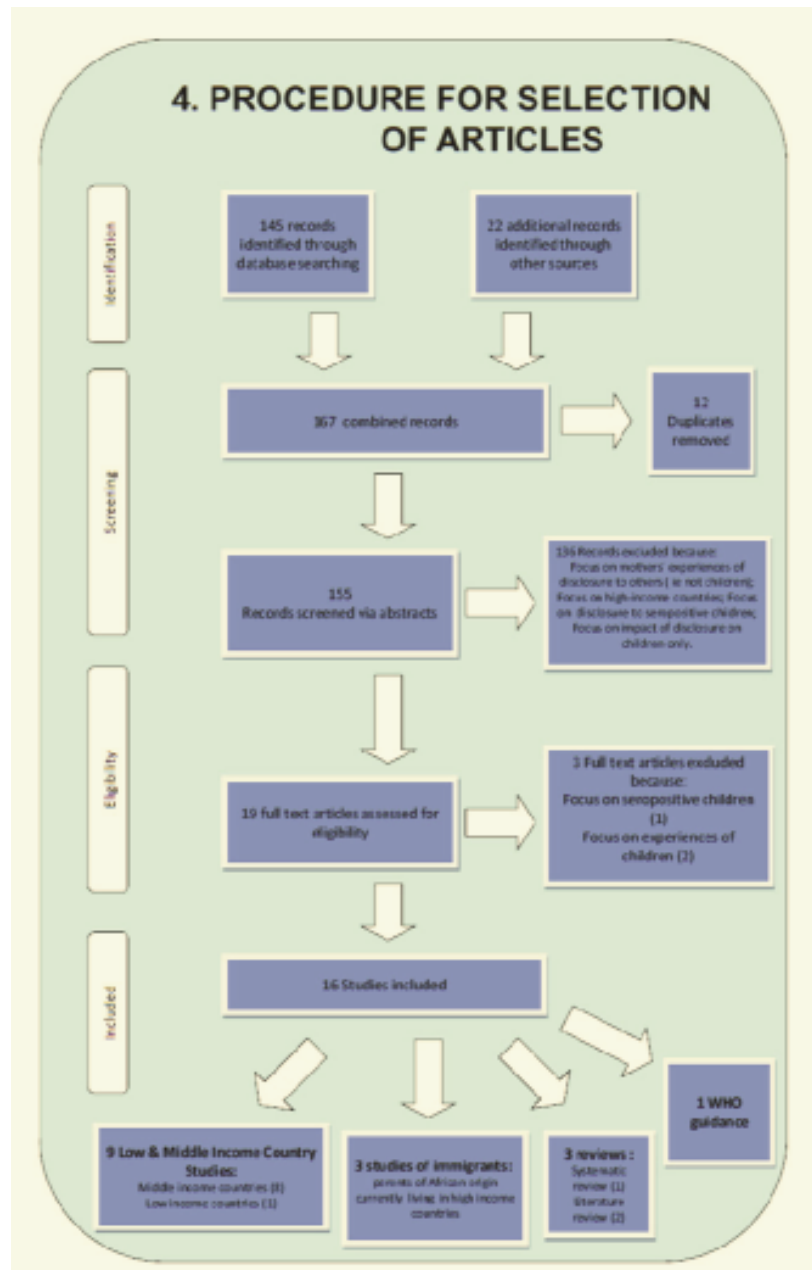 4. PROCEDURE FOR SELECTION
OF ARTICLES
Identification
145 records
identified through
database searching
22 additional records
identified through
other sources
Screening
167 combined records
12
Duplicates
removed
155
Records screened via abstracts
136 Records excluded because:
Focus on mothers' experiences of
disclosure to others ( ie not children);
Focus on high-income countries; Focus
on disclosure to seropositive children;
Focus on impact of disclosure on
children only.
Eligibility
19 full text articles assessed for
eligibility
3 Full text articles excluded
because:
Focus on seropositive children
(1)
Focus on experiences of
children (2)
Included
16 Studies included
9 Low & Middle Income Country
Studies:
Middle income countries (8)
Low income countries (1)
3 studies of immigrants:
parents of African origin
currently living in high income
countries
3 reviews :
Systematic
review (1)
Literature
review (2)
1 WHO
guidance